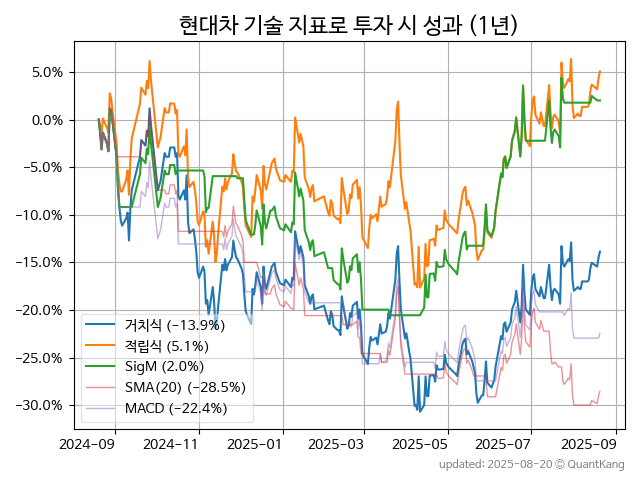 현대차 기술 지표로 투자 시 성과 (1년)
5.0%
0.0%
−5.0%
−10.0%
−15.0%
−20.0%
−25.0%
−30.0%
거치식 (−13.9%)
적립식 (5.1%)
SigM (2.0%)
SMA(20) (−28.5%)
MACD (−22.4%)
2024-09 2024-11 2025-01 2025-03 2025-05 2025-07 2025-09
updated: 2025-08-20 © QuantKang